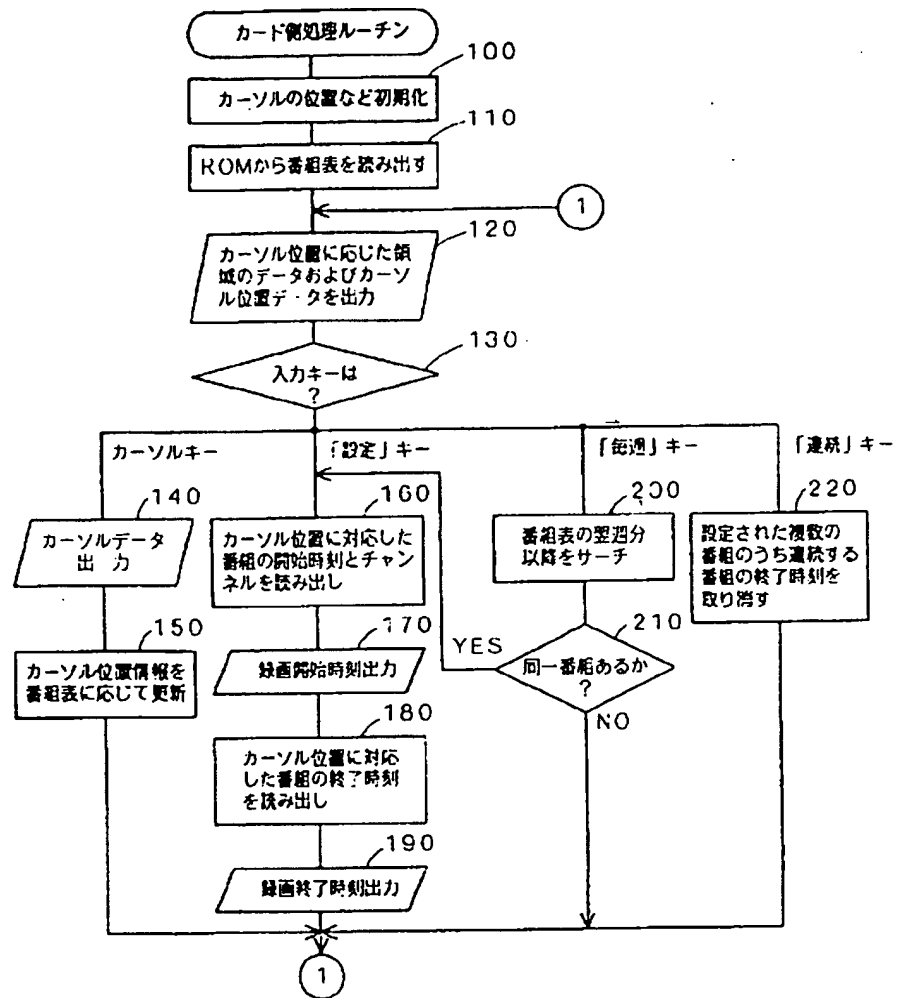 カード側処理ルーチン
100
カーソルの位置など初期化
110
ROMから番組表を読み出す
1
120
カーソル位置に応じた領
域のデータおよびカーソ
ル位置データを出力
130
入力キーは
?
カーソルキー
「設定」キー
「毎週」キー
「連続」キー
140
カーソルデータ
出力
150
カーソル位置情報を
番組表に応じて更新
160
カーソル位置に対応した
番組の開始時刻とチャン
ネルを読み出し
170
録画開始時刻出力
180
カーソル位置に対応
した番組の終了時刻
を読み出し
190
録画終了時刻出力
200
番組表の翌週分
以降をサーチ
210
YES
同一番組あるか
?
NO
220
設定された複数の
番組のうち連続する
番組の終了時刻を
取り消す
1